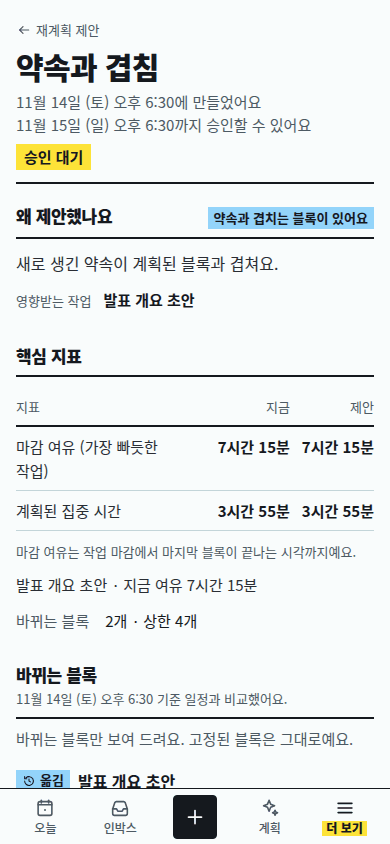 ← 재계획 제안
약속과 겹침
11월 14일 (토) 오후 6:30에 만들었어요
11월 15일 (일) 오후 6:30까지 승인할 수 있어요
승인 대기
왜 제안했나요
약속과 겹치는 블록이 있어요
새로 생긴 약속이 계획된 블록과 겹쳐요.
영향받는 작업 발표 개요 초안
핵심 지표
지표 지금 제안
마감 여유 (가장 빠듯한 7시간 15분 7시간 15분
작업)
계획된 집중 시간 3시간 55분 3시간 55분
마감 여유는 작업 마감에서 마지막 블록이 끝나는 시각까지예요.
발표 개요 초안 · 지금 여유 7시간 15분
바뀌는 블록 2개 · 상한 4개
바뀌는 블록
11월 14일 (토) 오후 6:30 기준 일정과 비교했어요.
바뀌는 블록만 보여 드려요. 고정된 블록은 그대로예요.
옮김 발표 개요 초안
오늘 인박스 계획 더 보기